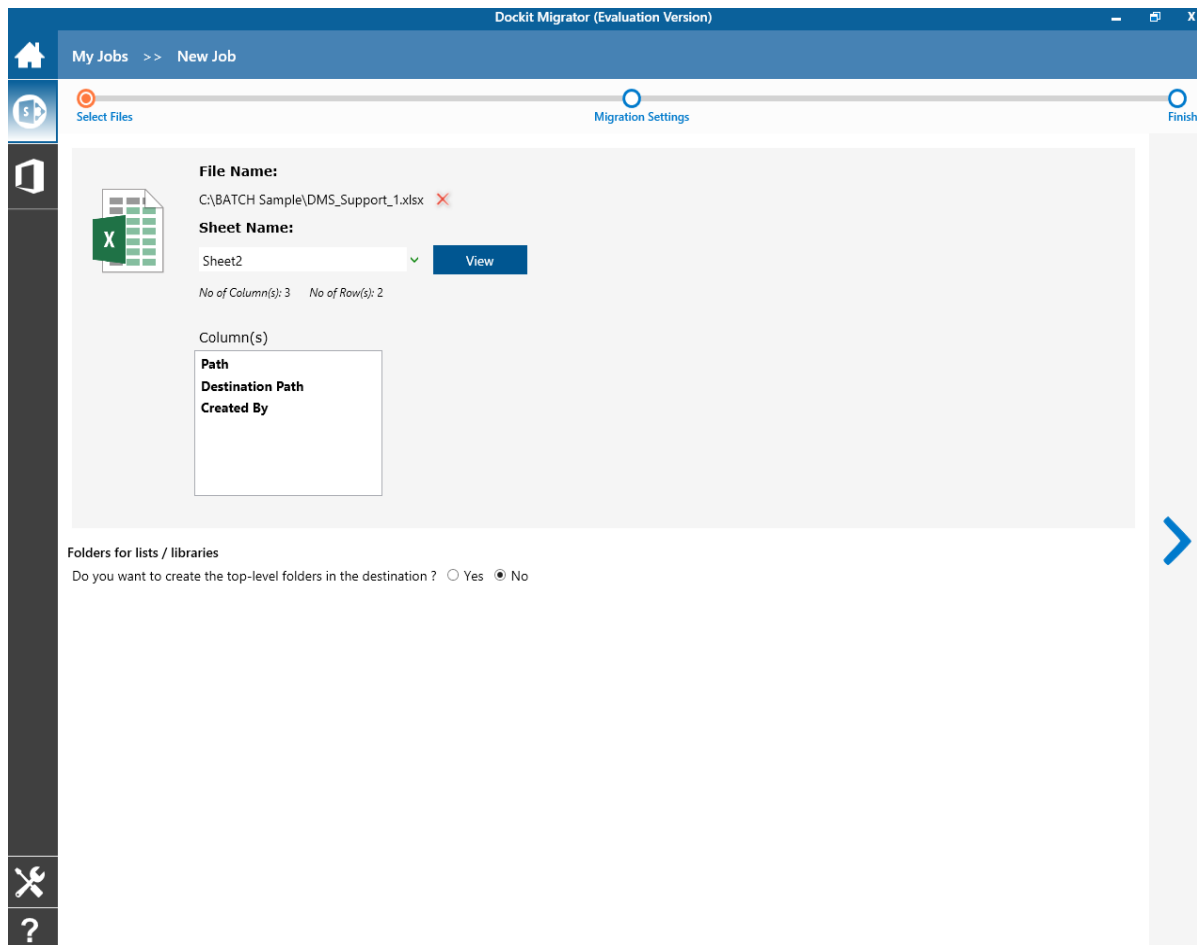 Dockit Migrator (Evaluation Version)
My Jobs >> New Job
Select Files
Migration Settings
Finish
File Name:
C:\BATCH Sample\DMS_Support_1.xlsx
Sheet Name:
Sheet2
View
No of Column(s): 3 No of Row(s): 2
Column(s)
Path
Destination Path
Created By
Folders for lists / libraries
Do you want to create the top-level folders in the destination ? Yes No